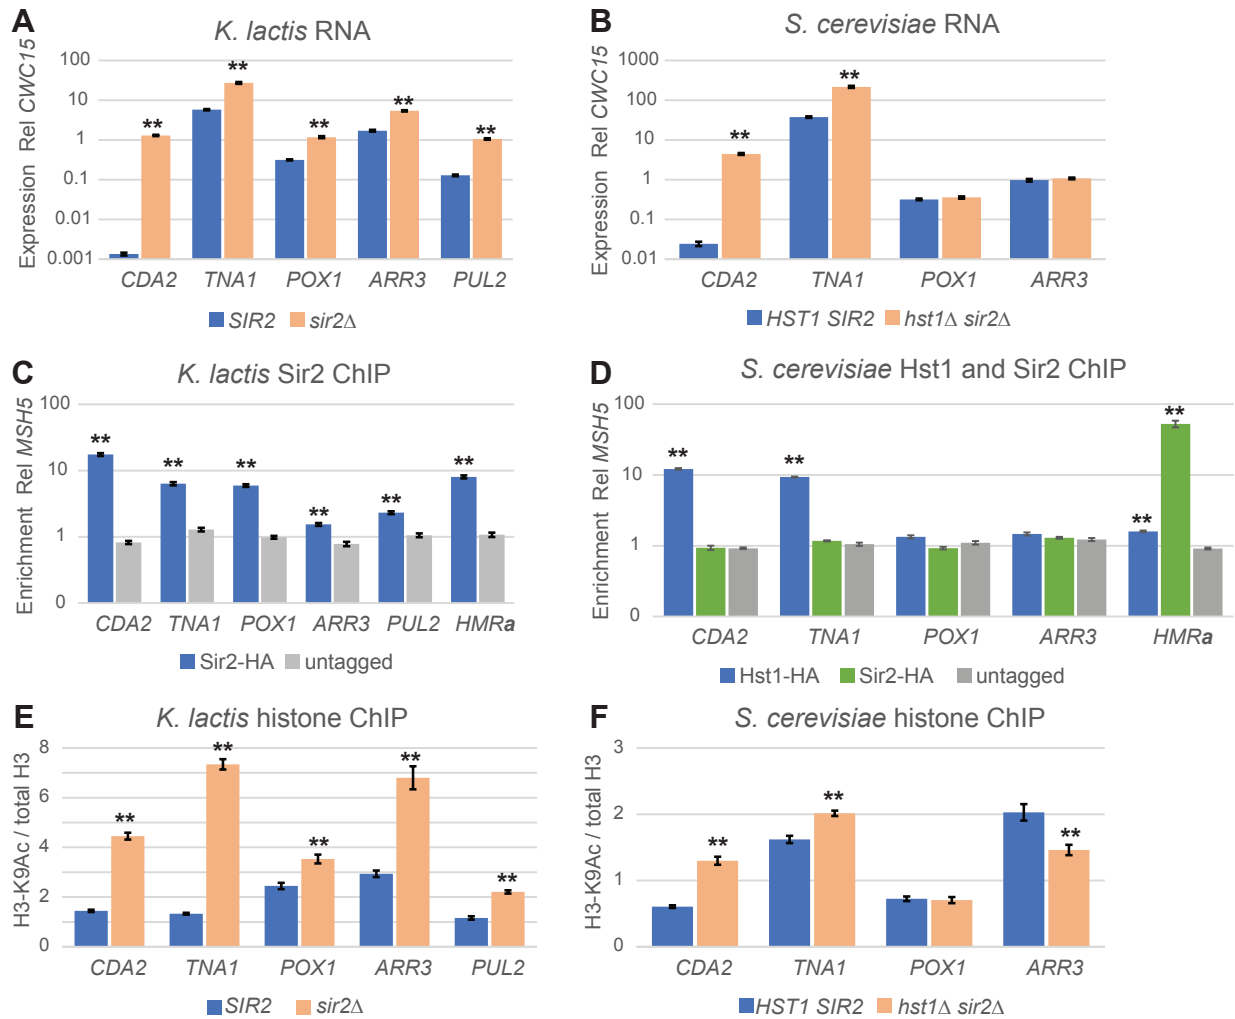 A
K. lactis RNA
Expression Rel CWC15
100
10
1
0.1
0.01
0.001
** ** ** ** **
CDA2 TNA1 POX1 ARR3 PUL2
SIR2 sir2Δ
B
S. cerevisiae RNA
Expression Rel CWC15
1000
100
10
1
0.1
0.01
** **
CDA2 TNA1 POX1 ARR3
HST1 SIR2 hst1Δ sir2Δ
C
K. lactis Sir2 ChIP
Enrichment Rel MSH5
100
10
1
0
** ** ** ** ** **
CDA2 TNA1 POX1 ARR3 PUL2 HMRa
Sir2-HA untagged
D
S. cerevisiae Hst1 and Sir2 ChIP
Enrichment Rel MSH5
100
10
1
0
** ** ** **
CDA2 TNA1 POX1 ARR3 HMRa
Hst1-HA Sir2-HA untagged
E
K. lactis histone ChIP
H3-K9Ac / total H3
8
6
4
2
0
** ** ** ** **
CDA2 TNA1 POX1 ARR3 PUL2
SIR2 sir2Δ
F
S. cerevisiae histone ChIP
H3-K9Ac / total H3
3
2
1
0
** ** **
CDA2 TNA1 POX1 ARR3
HST1 SIR2 hst1Δ sir2Δ